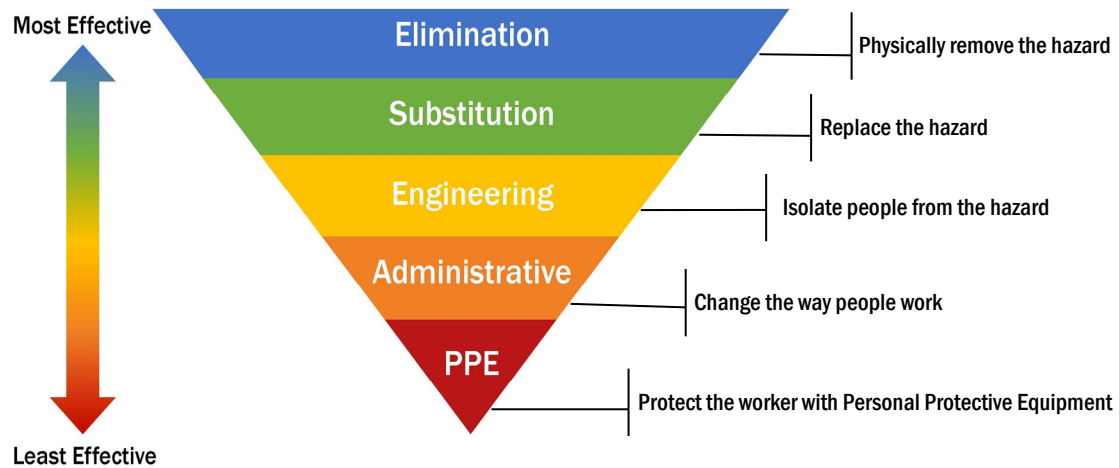 Most Effective
Elimination
Physically remove the hazard
Substitution
Replace the hazard
Engineering
Isolate people from the hazard
Administrative
Change the way people work
PPE
Protect the worker with Personal Protective Equipment
Least Effective